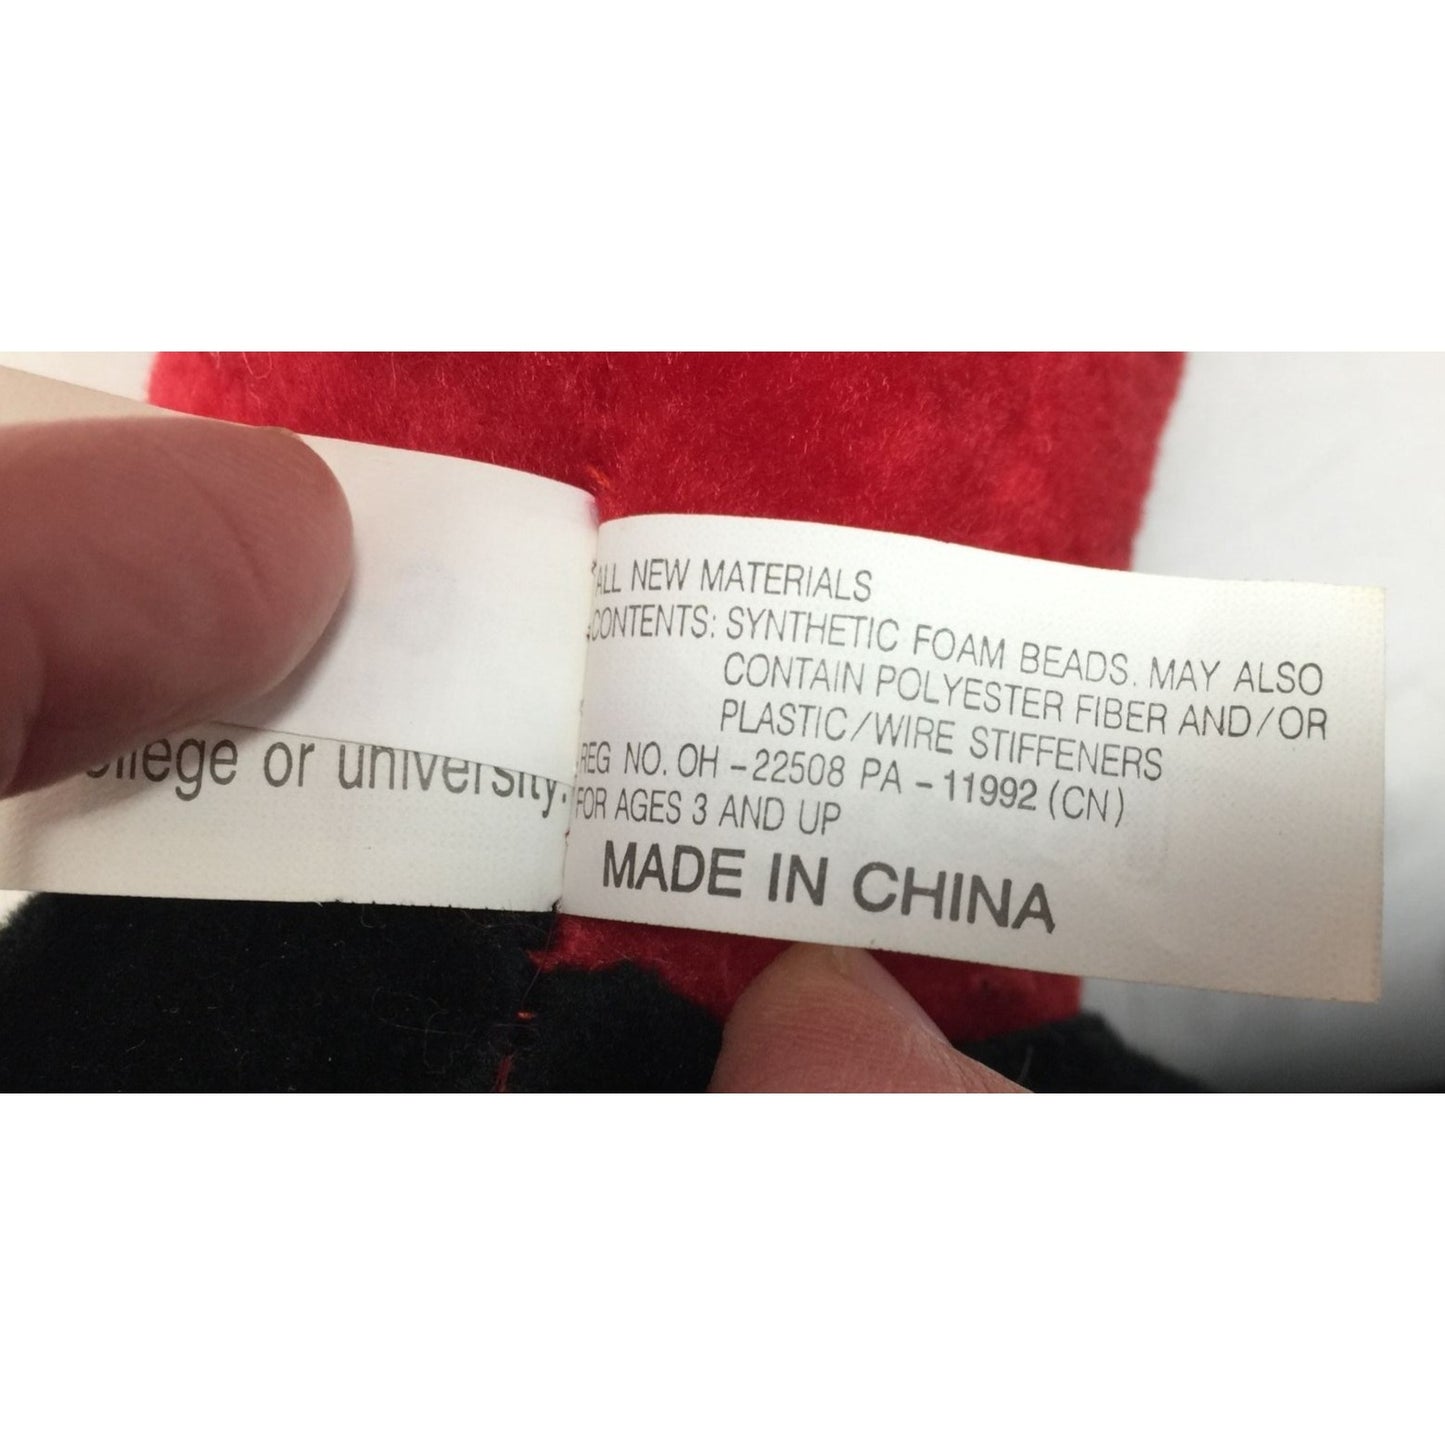 or university.
ALL NEW MATERIALS
CONTENTS: SYNTHETIC FOAM BEADS. MAY ALSO
CONTAIN POLYESTER FIBER AND/OR
PLASTIC/WIRE STIFFENERS
REG NO. OH-22508 PA-11992 (CN)
FOR AGES 3 AND UP
MADE IN CHINA